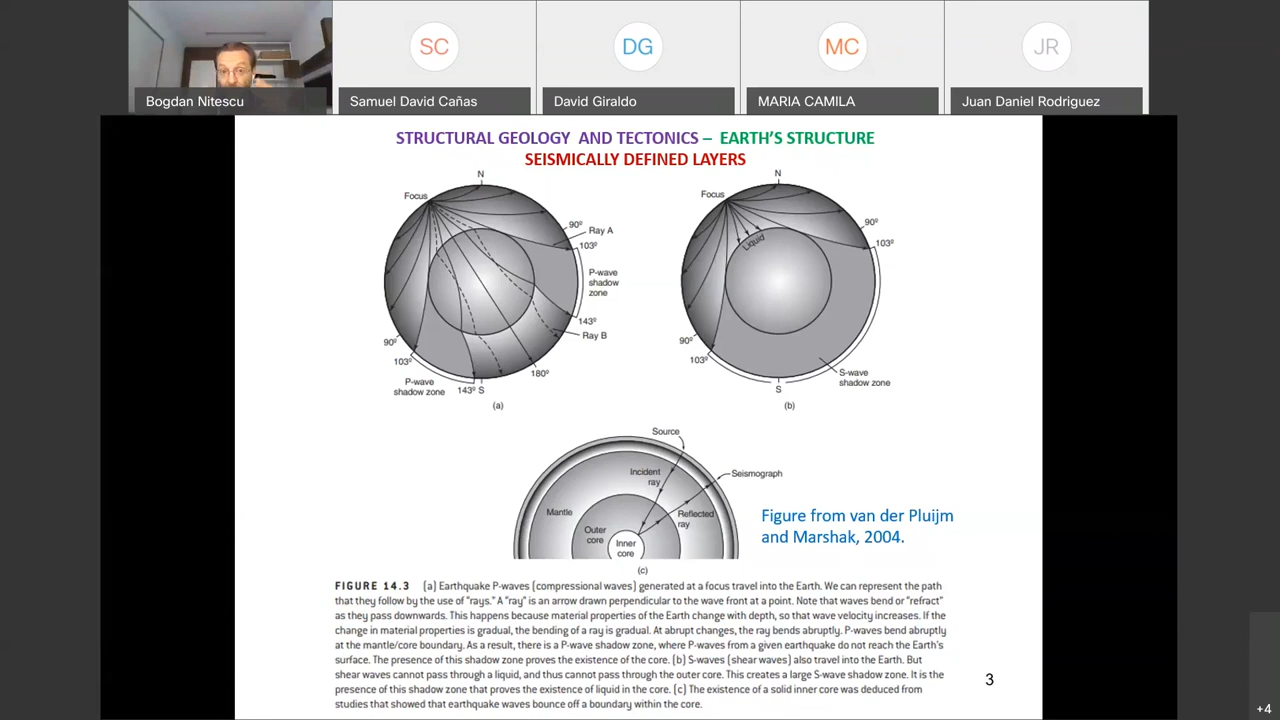 SC
DG
MC
JR
Bogdan Nitescu
Samuel David Cañas
David Giraldo
MARIA CAMILA
Juan Daniel Rodriguez
STRUCTURAL GEOLOGY AND TECTONICS – EARTH'S STRUCTURE
SEISMICALLY DEFINED LAYERS
N
Focus
90º
Ray A
103º
P-wave
shadow
zone
143º
Ray B
90º
103º
P-wave
shadow zone
143º S
180º
(a)
N
Focus
90º
103º
Liquid
90º
103º
S-wave
shadow zone
S
(b)
Source
Incident
ray
Seismograph
Mantle
Reflected
ray
Outer
core
Inner
core
(c)
Figure from van der Pluijm
and Marshak, 2004.
FIGURE 14.3 (a) Earthquake P-waves (compressional waves) generated at a focus travel into the Earth. We can represent the path
that they follow by the use of “rays.” A “ray” is an arrow drawn perpendicular to the wave front at a point. Note that waves bend or “refract”
as they pass downwards. This happens because material properties of the Earth change with depth, so that wave velocity increases. If the
change in material properties is gradual, the bending of a ray is gradual. At abrupt changes, the ray bends abruptly. P-waves bend abruptly
at the mantle/core boundary. As a result, there is a P-wave shadow zone, where P-waves from a given earthquake do not reach the Earth's
surface. The presence of this shadow zone proves the existence of the core. (b) S-waves (shear waves) also travel into the Earth. But
shear waves cannot pass through a liquid, and thus cannot pass through the outer core. This creates a large S-wave shadow zone. It is the
presence of this shadow zone that proves the existence of liquid in the core. (c) The existence of a solid inner core was deduced from
studies that showed that earthquake waves bounce off a boundary within the core.
3
+4